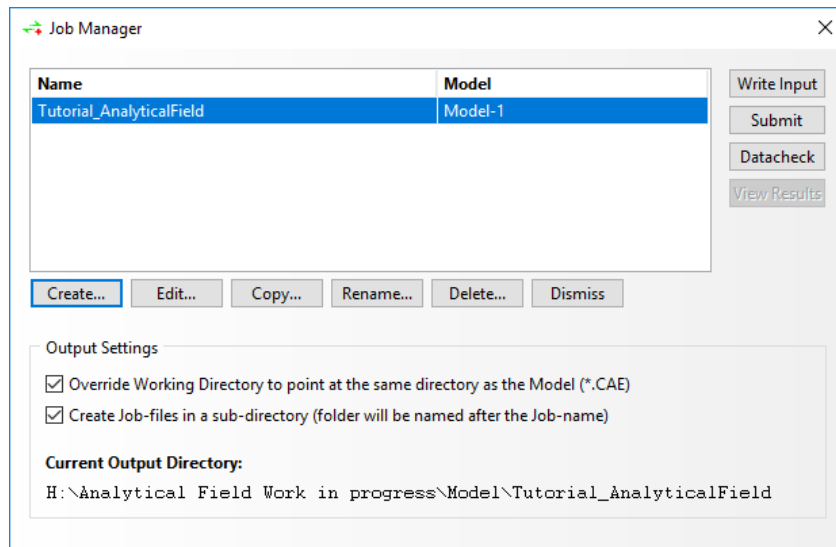 Job Manager
Name Model
Tutorial_AnalyticalField Model-1
Write Input
Submit
Datacheck
View Results
Create... Edit... Copy... Rename... Delete... Dismiss
Output Settings
Override Working Directory to point at the same directory as the Model (*.CAE)
Create Job-files in a sub-directory (folder will be named after the Job-name)
Current Output Directory:
H:\Analytical Field Work in progress\Model\Tutorial_AnalyticalField